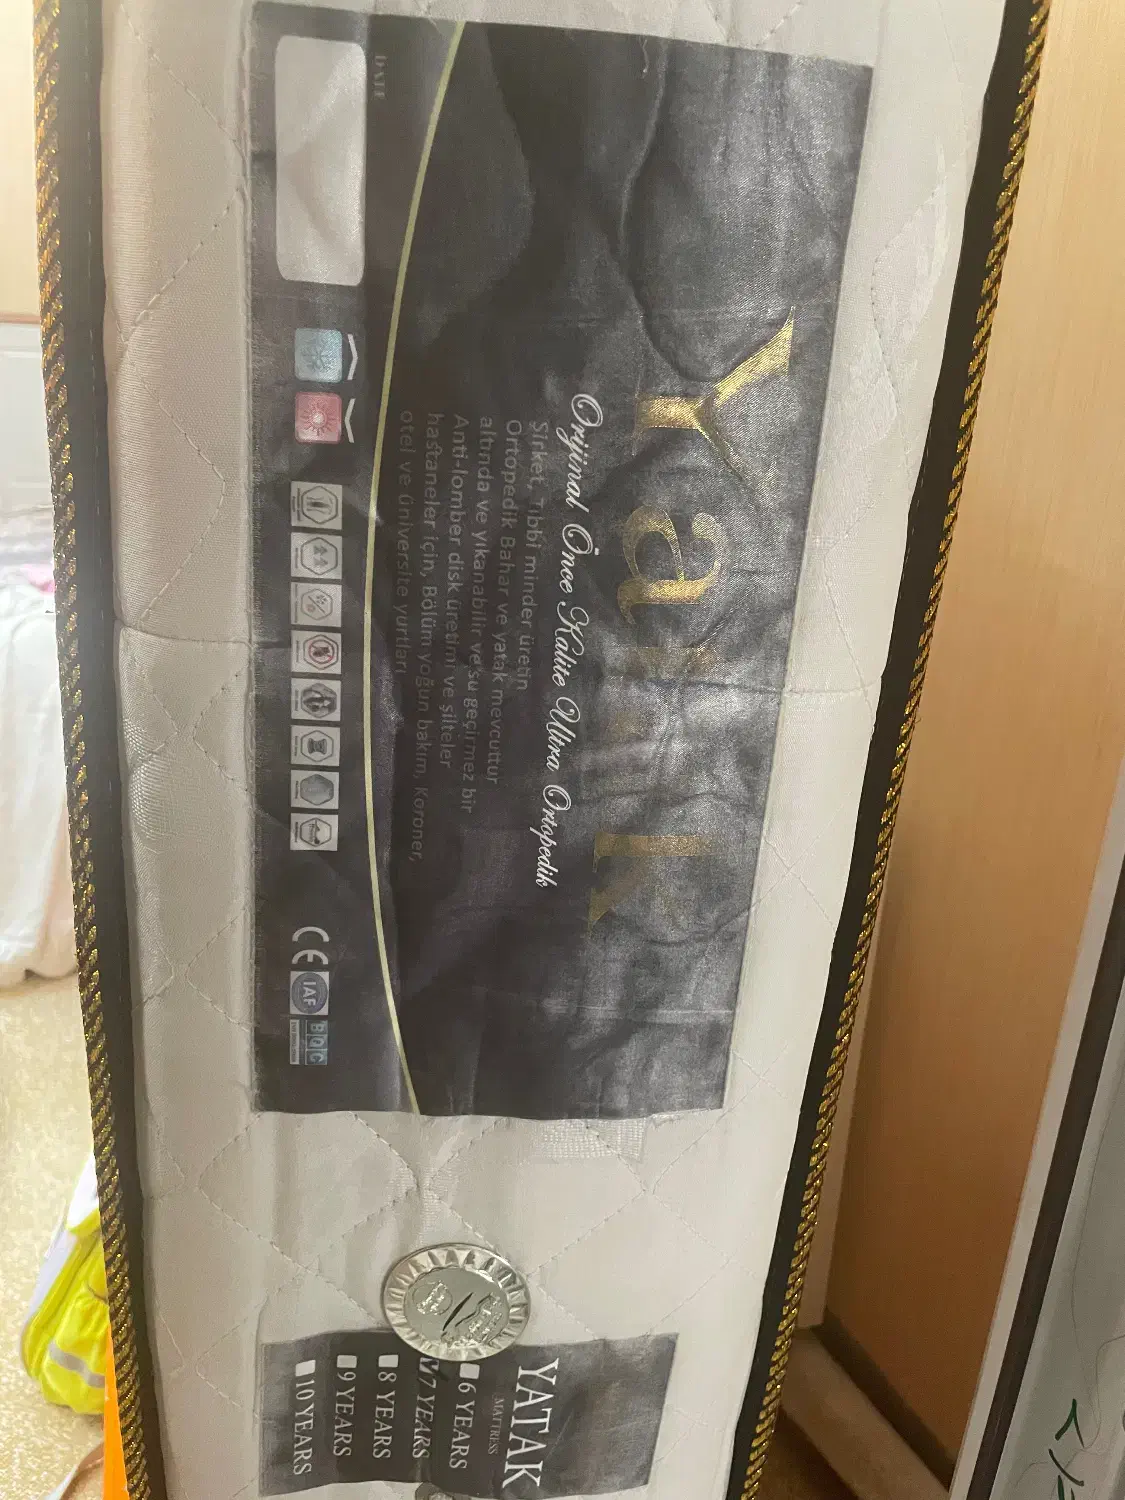 Yatak
Orijinal Önce Kalite Ultra Ortopedik
Şirket, Tıbbi minder üretin
Ortopedik Bahar ve yatak mevcuttur
altında ve yıkanabilir ve su geçirmez bir
Anti-lomber disk üretimi ve şilteler
hastaneler için, Bölüm yoğun bakım, Koroner,
otel ve üniversite yurtları
DATE
CE IAF BQC
YATAK
MATTRESS
6 YEARS
7 YEARS
8 YEARS
9 YEARS
10 YEARS